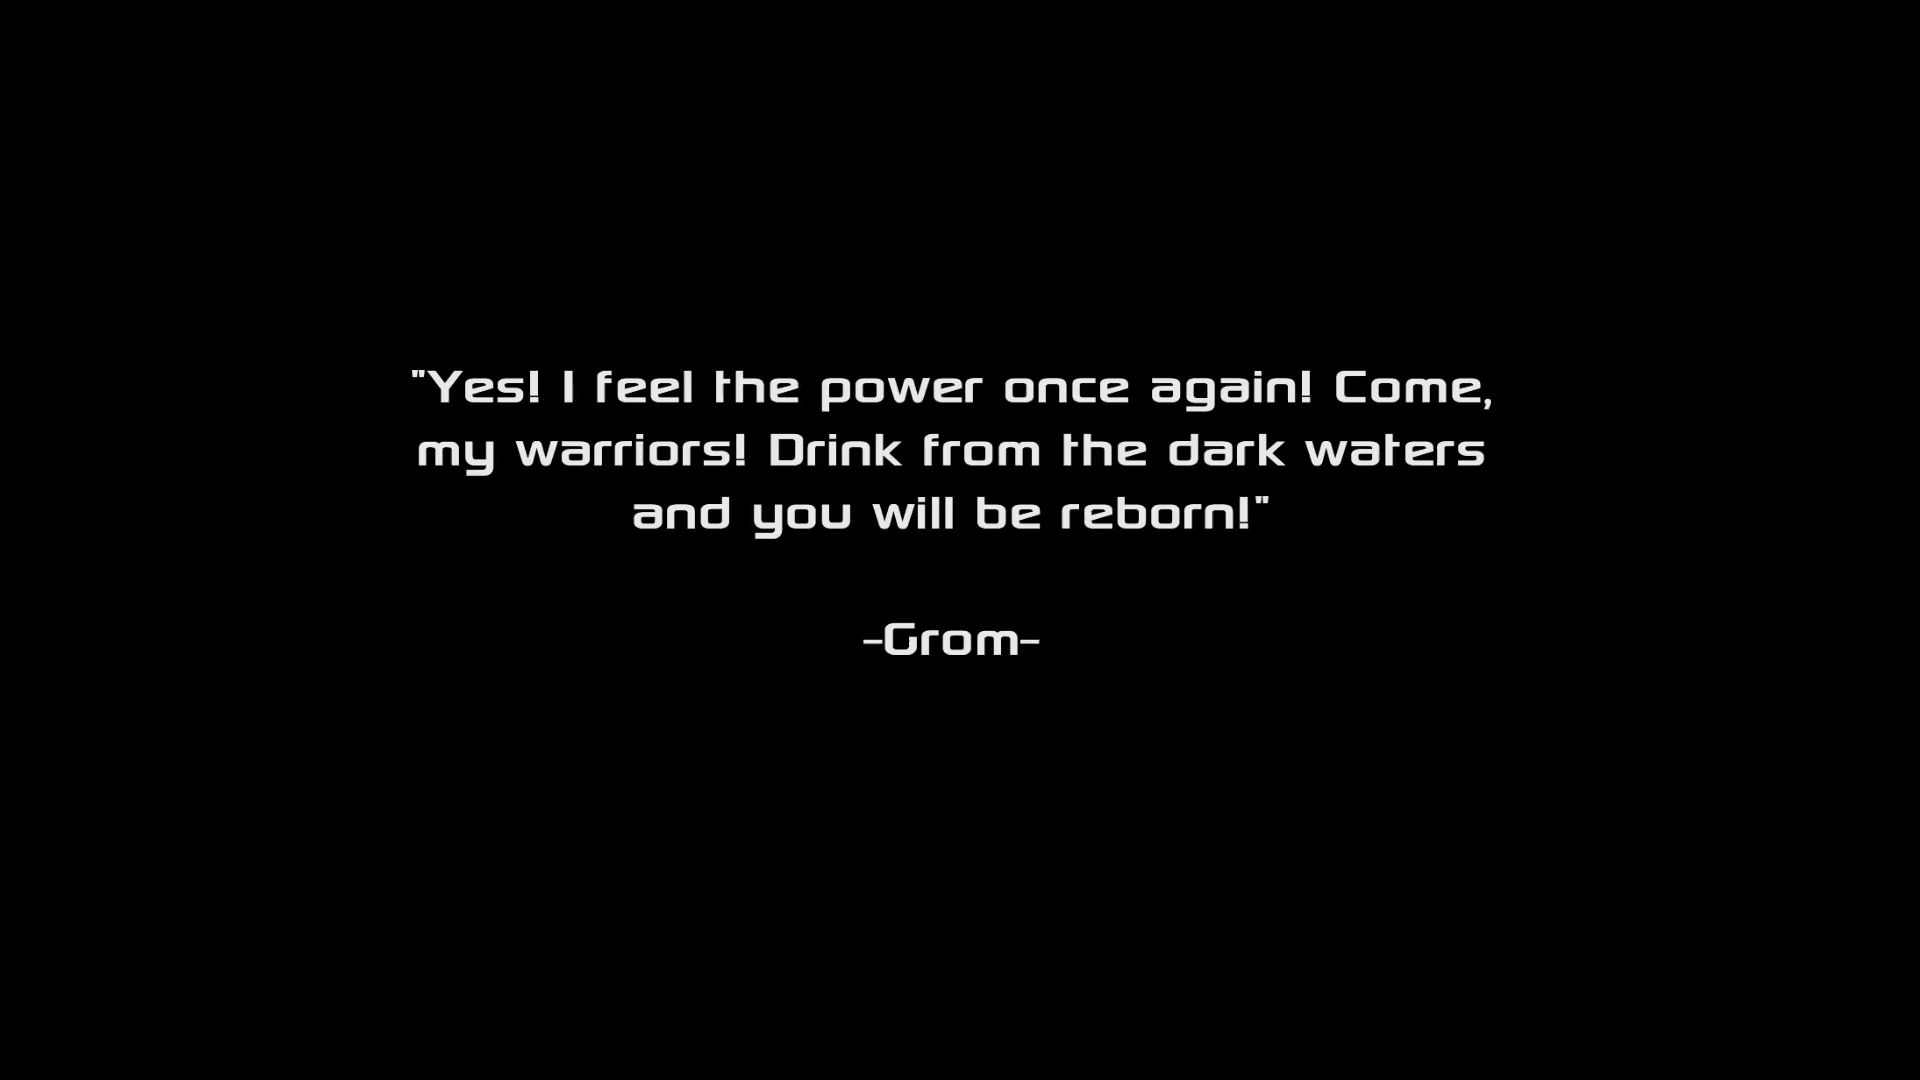 "Yes! I feel the power once again! Come,
my warriors! Drink from the dark waters
and you will be reborn!"
-Grom-